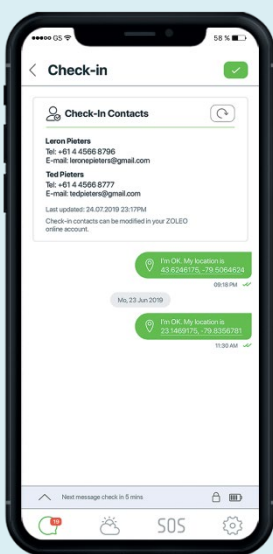 GS
58 %
Check-in
Check-In Contacts
Leron Pieters
Tel: +61 4 4566 8796
E-mail: leronepieters@gmail.com
Ted Pieters
Tel: +61 4 4566 8777
E-mail: tedpieters@gmail.com
Last updated: 24.07.2019 23:17PM
Check-in contacts can be modified in your ZOLEO
online account.
I'm OK. My location is
43.6246175, -79.5064624
09:18 PM
Mo, 23 Jun 2019
I'm OK. My location is
23.1469175, -79.8356781
11:30 AM
Next message check in 5 mins
19
SOS